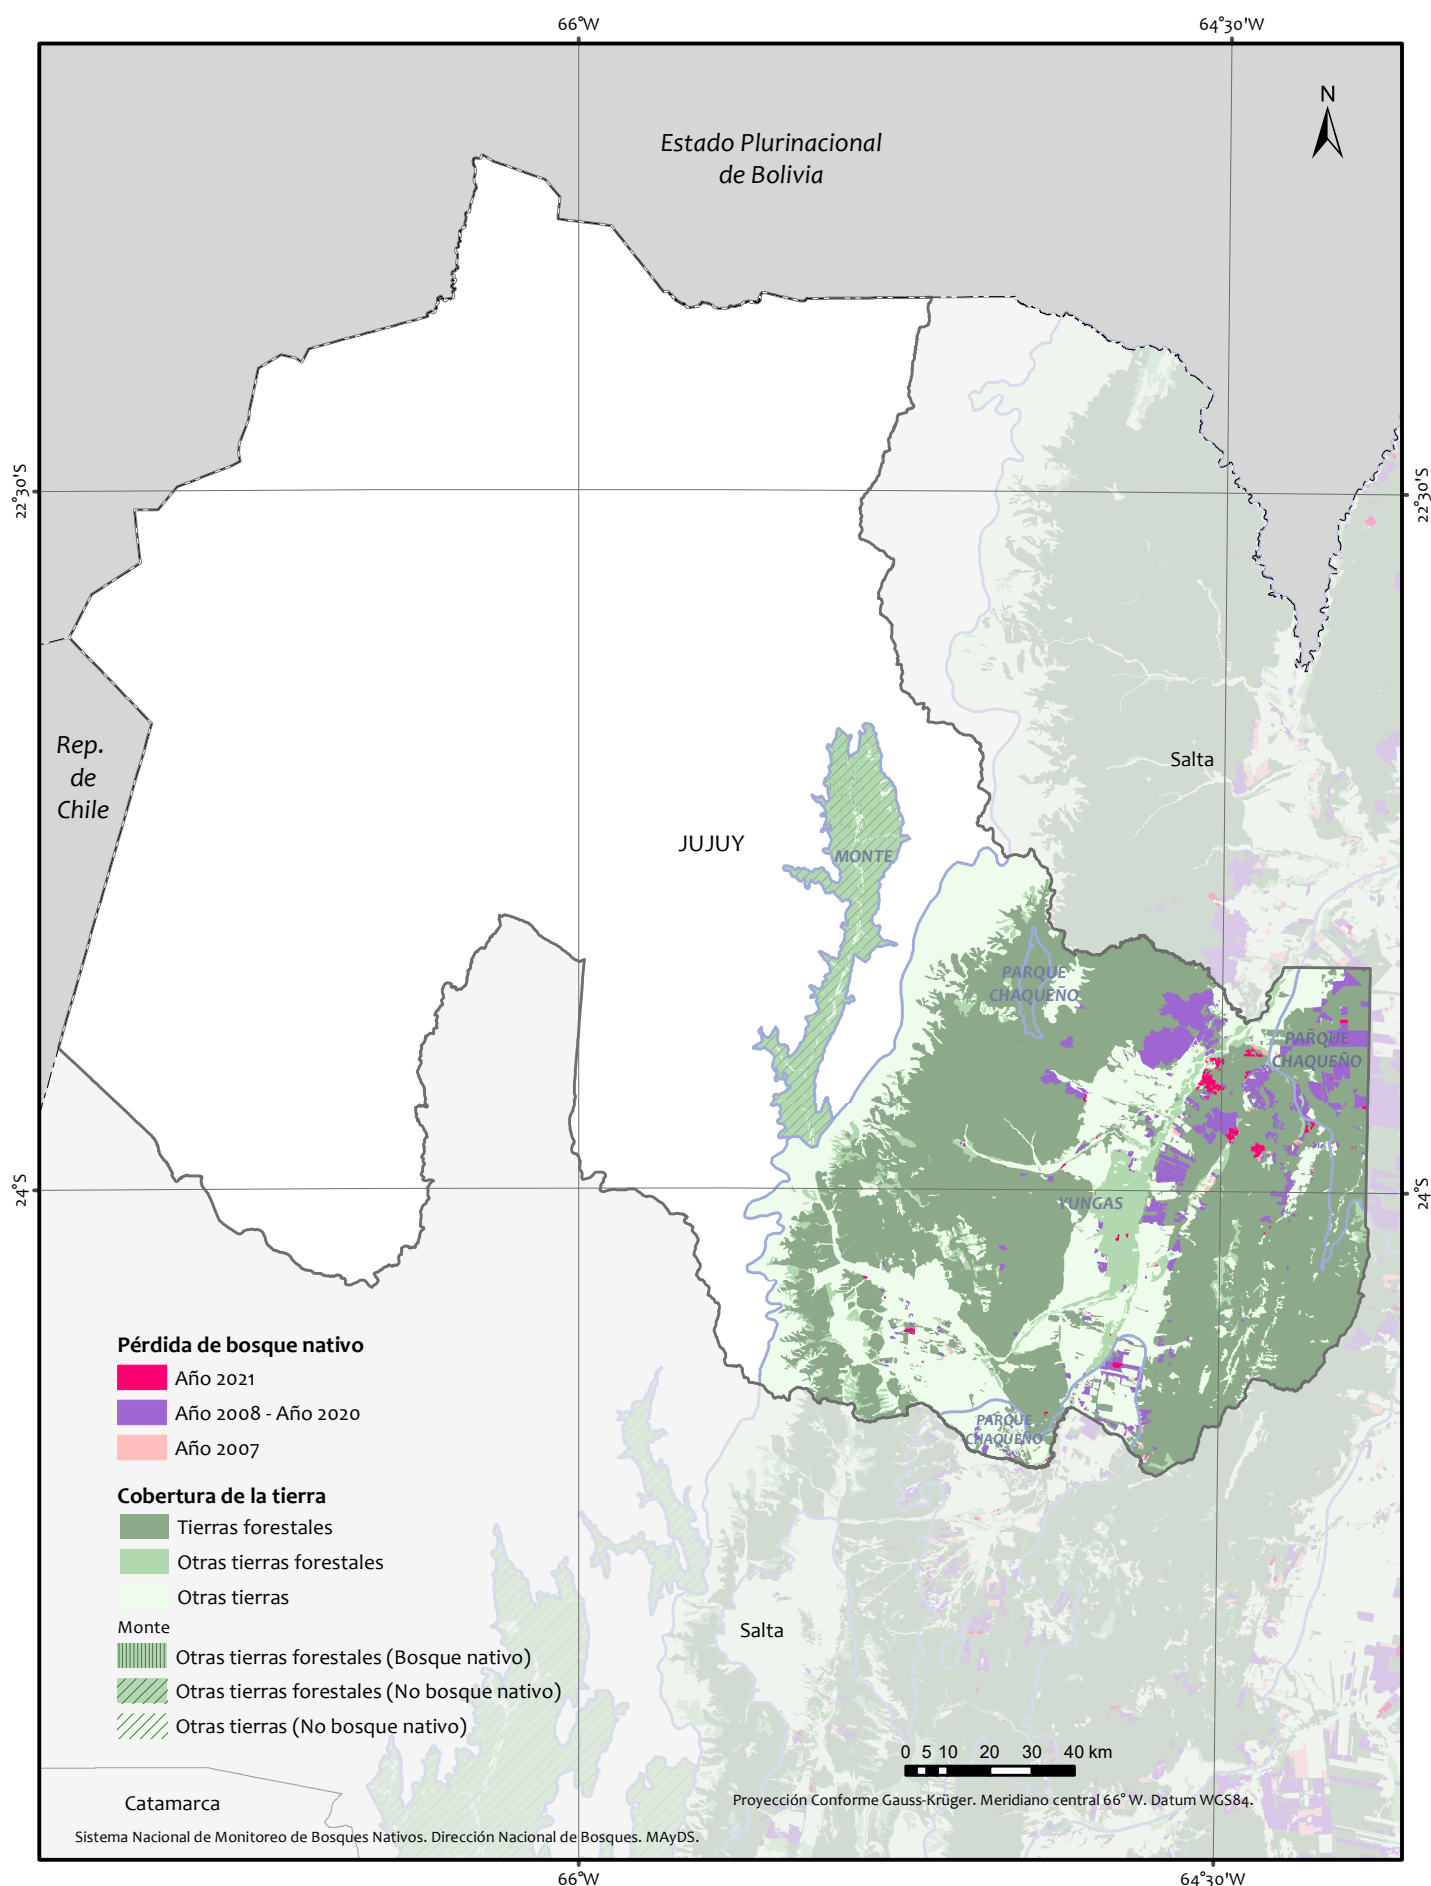 66°W
64°30'W
N
Estado Plurinacional
de Bolivia
22°30'S
22°30'S
Rep.
de
Chile
Salta
JUJUY
MONTE
PARQUE
CHAQUEÑO
PARQUE
CHAQUEÑO
24°S
24°S
YUNGAS
PARQUE
CHAQUEÑO
Pérdida de bosque nativo
Año 2021
Año 2008 - Año 2020
Año 2007
Cobertura de la tierra
Tierras forestales
Otras tierras forestales
Otras tierras
Monte
Otras tierras forestales (Bosque nativo)
Otras tierras forestales (No bosque nativo)
Otras tierras (No bosque nativo)
Salta
0 5 10 20 30 40 km
Proyección Conforme Gauss-Krüger. Meridiano central 66° W. Datum WGS84.
Catamarca
Sistema Nacional de Monitoreo de Bosques Nativos. Dirección Nacional de Bosques. MAyDS.
66°W
64°30'W